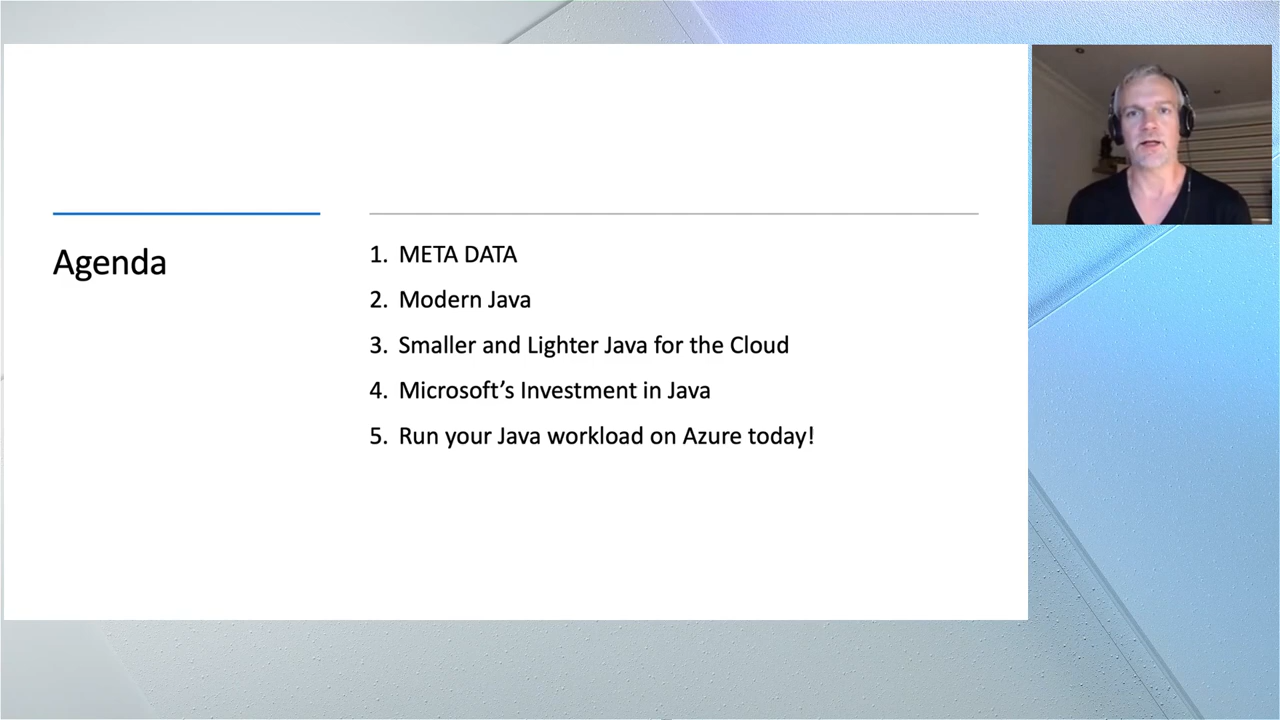 Agenda
1. META DATA
2. Modern Java
3. Smaller and Lighter Java for the Cloud
4. Microsoft’s Investment in Java
5. Run your Java workload on Azure today!